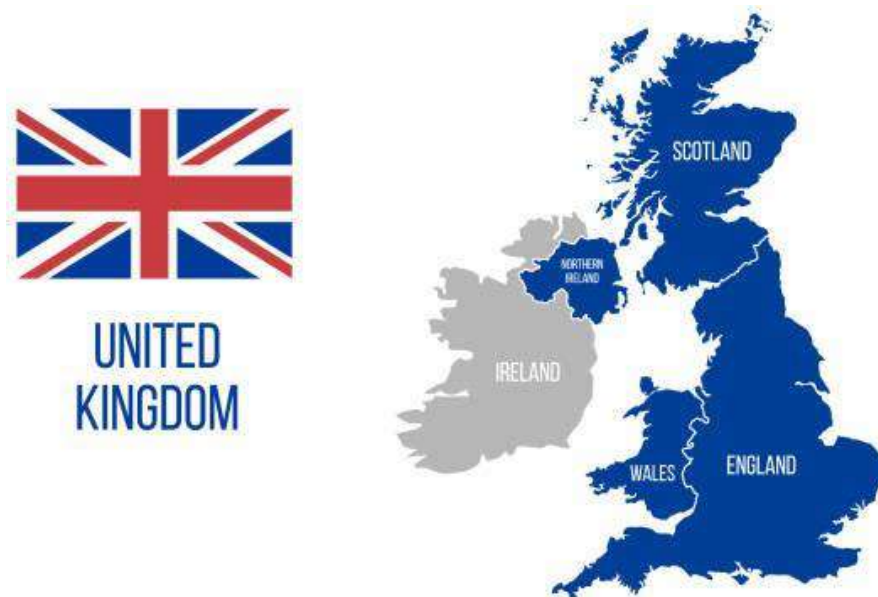 UNITED
KINGDOM
SCOTLAND
NORTHERN
IRELAND
IRELAND
WALES
ENGLAND